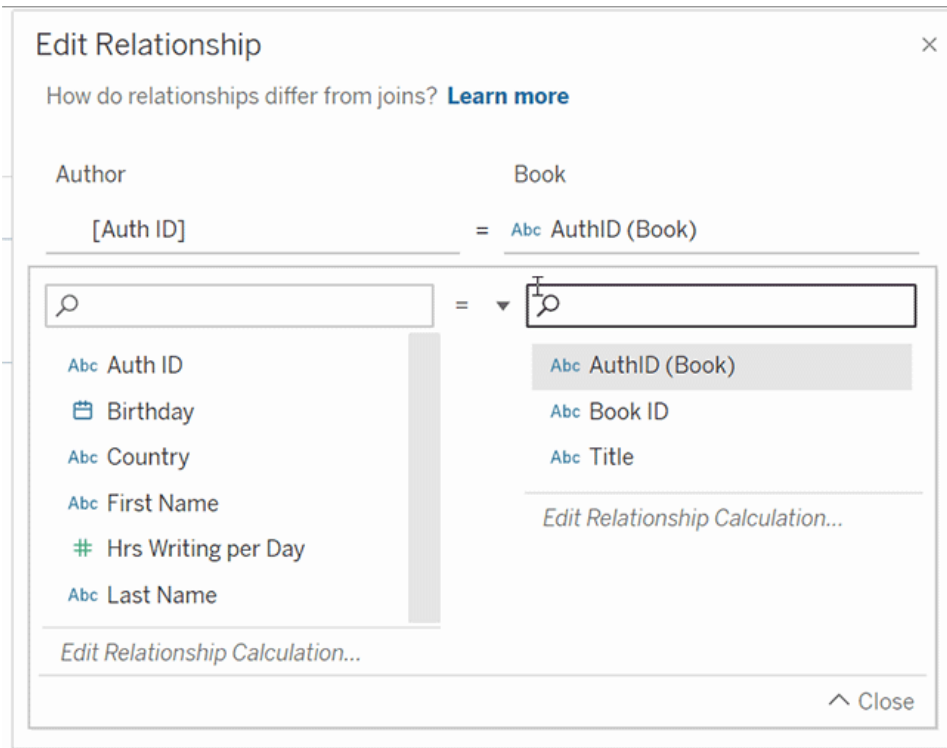 Edit Relationship ×
How do relationships differ from joins? Learn more
Author Book
[Auth ID] = Abc AuthID (Book)
=
Abc Auth ID Abc AuthID (Book)
Birthday Abc Book ID
Abc Country Abc Title
Abc First Name Edit Relationship Calculation...
# Hrs Writing per Day
Abc Last Name
Edit Relationship Calculation...
Close